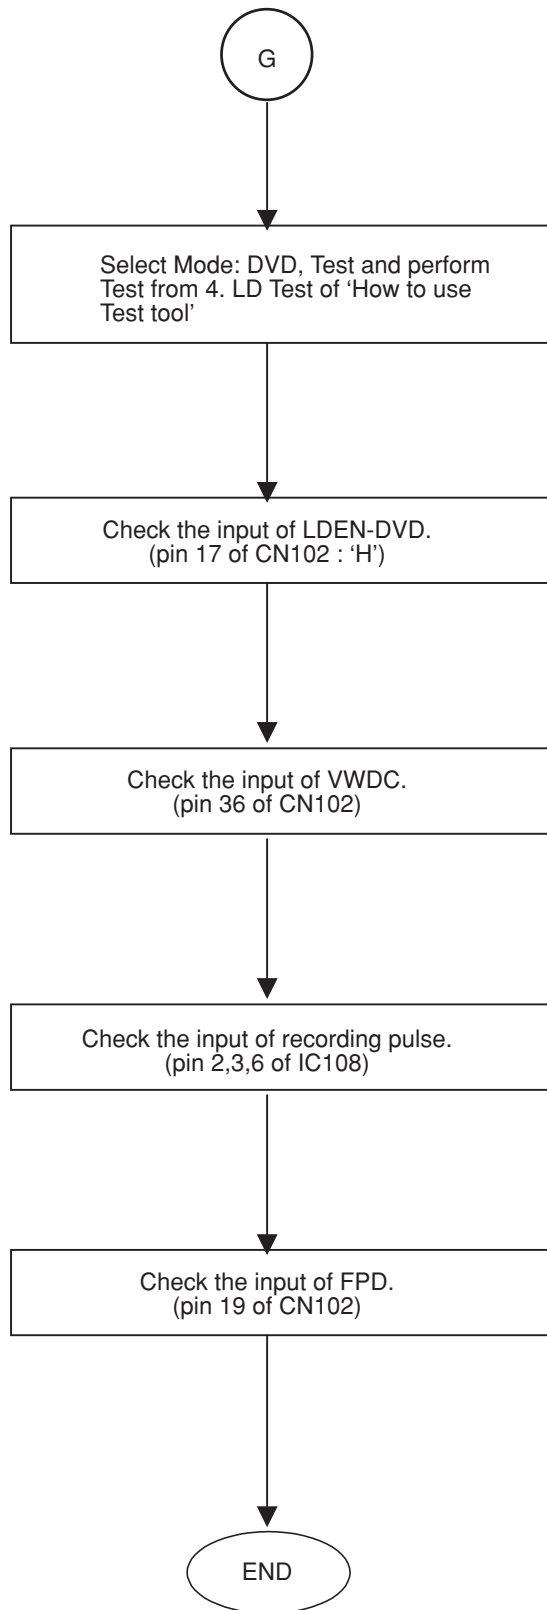 G
Select Mode: DVD, Test and perform
Test from 4. LD Test of ‘How to use
Test tool’
Check the input of LDEN-DVD.
(pin 17 of CN102 : ‘H’)
Check the input of VWDC.
(pin 36 of CN102)
Check the input of recording pulse.
(pin 2,3,6 of IC108)
Check the input of FPD.
(pin 19 of CN102)
END